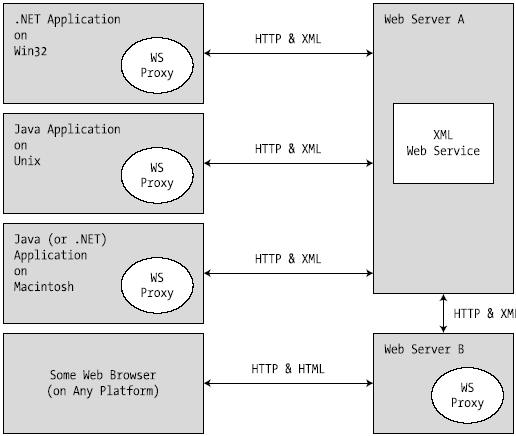 .NET Application
on
Win32
WS
Proxy
HTTP & XML
Web Server A
XML
Web Service
Java Application
on
Unix
WS
Proxy
HTTP & XML
Java (or .NET)
Application
on
Macintosh
WS
Proxy
HTTP & XML
HTTP & XML
Some Web Browser
(on Any Platform)
HTTP & HTML
Web Server B
WS
Proxy